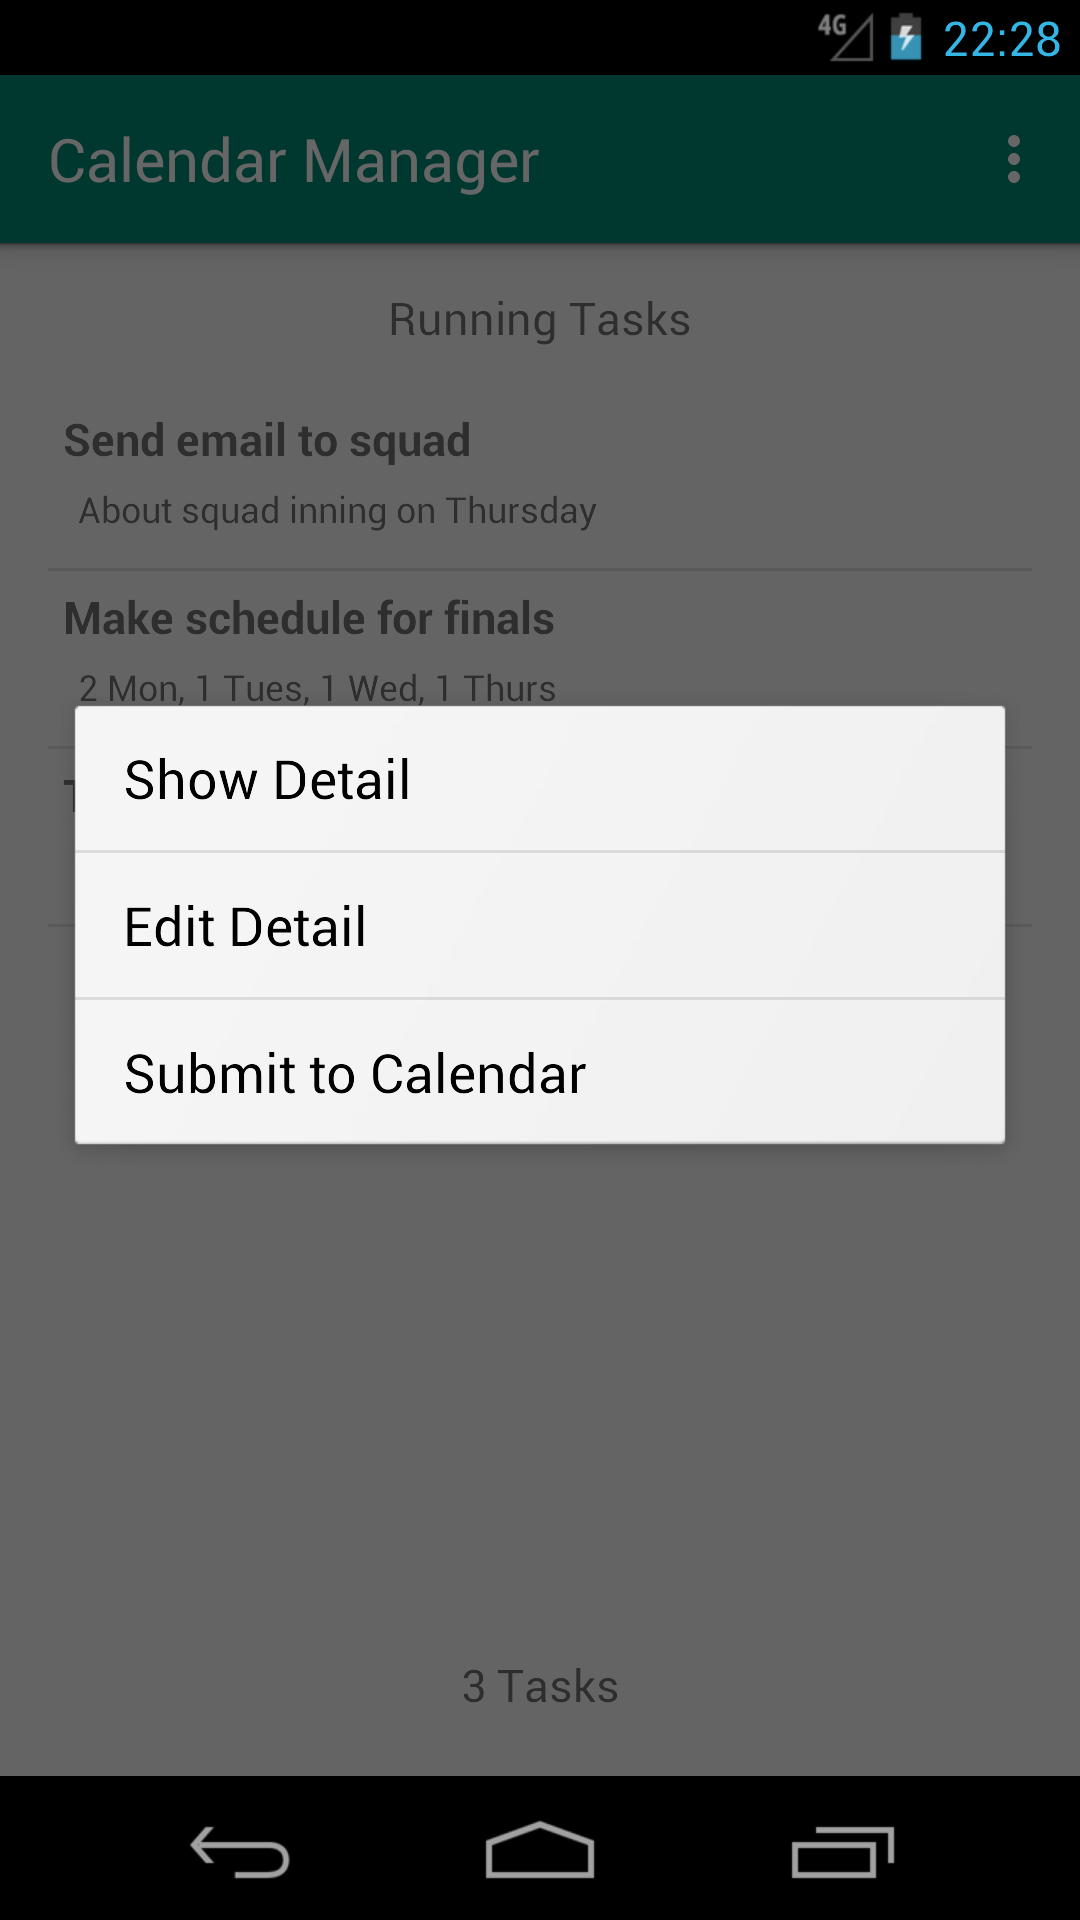 4G 22:28
Calendar Manager
Running Tasks
Send email to squad
About squad inning on Thursday
Make schedule for finals
2 Mon, 1 Tues, 1 Wed, 1 Thurs
Show Detail
Edit Detail
Submit to Calendar
3 Tasks